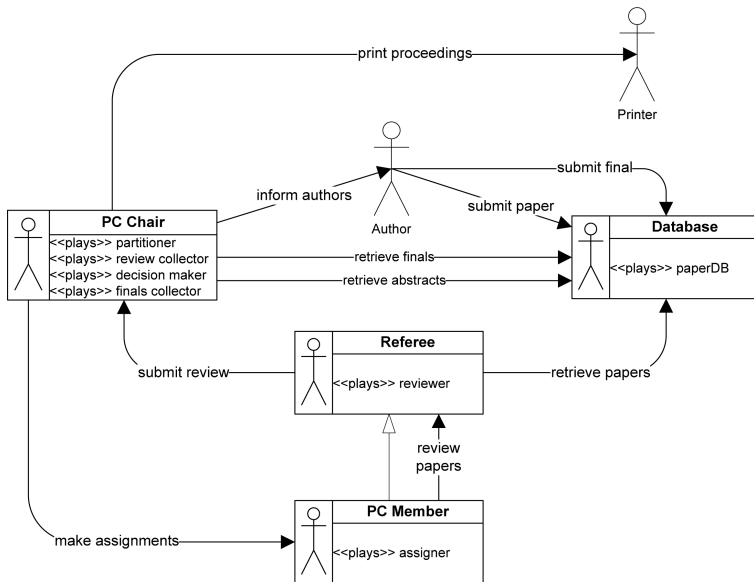 print proceedings
Printer
submit final
inform authors
submit paper
Author
PC Chair
<<plays>> partitioner
<<plays>> review collector
<<plays>> decision maker
<<plays>> finals collector
Database
<<plays>> paperDB
retrieve finals
retrieve abstracts
Referee
<<plays>> reviewer
submit review
retrieve papers
review
papers
PC Member
<<plays>> assigner
make assignments